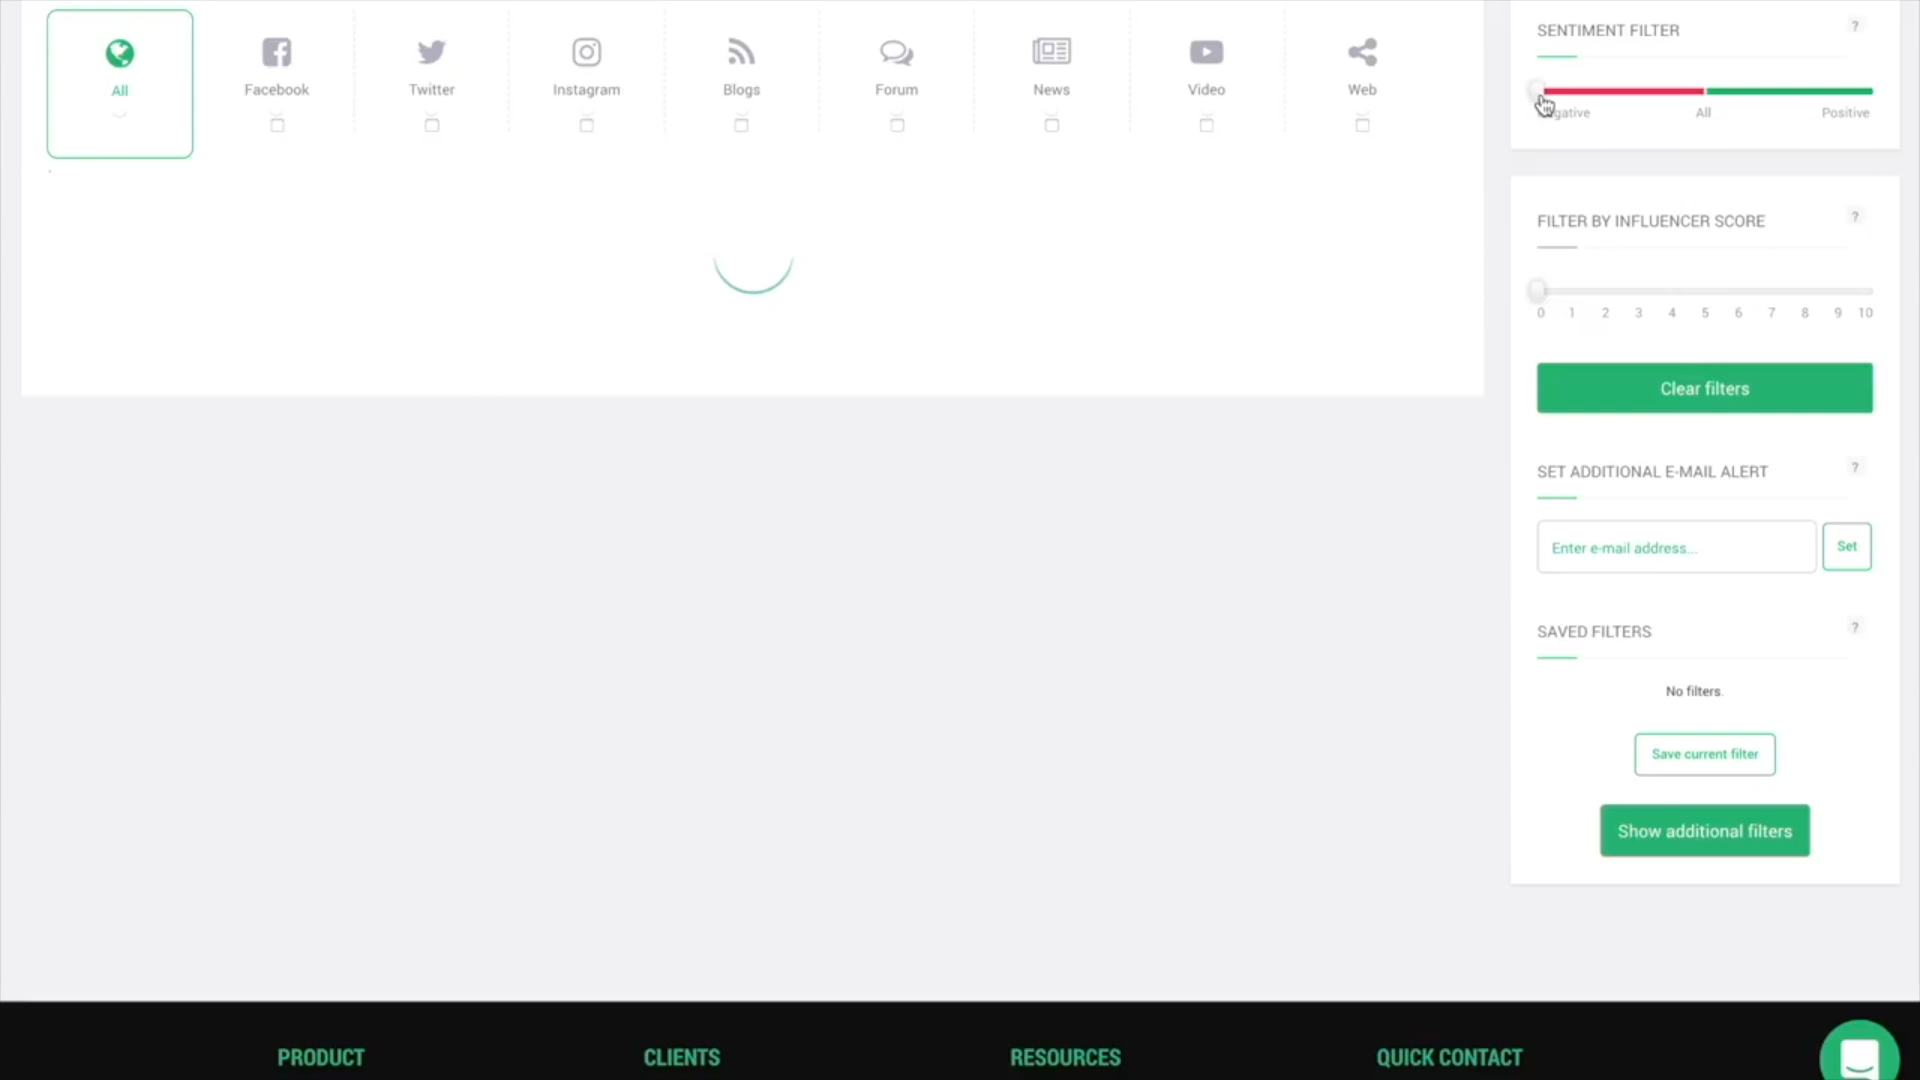 All
Facebook
Twitter
Instagram
Blogs
Forum
News
Video
Web
SENTIMENT FILTER
?
All
Positive
FILTER BY INFLUENCER SCORE
?
0 1 2 3 4 5 6 7 8 9 10
Clear filters
SET ADDITIONAL E-MAIL ALERT
?
Enter e-mail address...
Set
SAVED FILTERS
?
No filters.
Save current filter
Show additional filters
PRODUCT
CLIENTS
RESOURCES
QUICK CONTACT